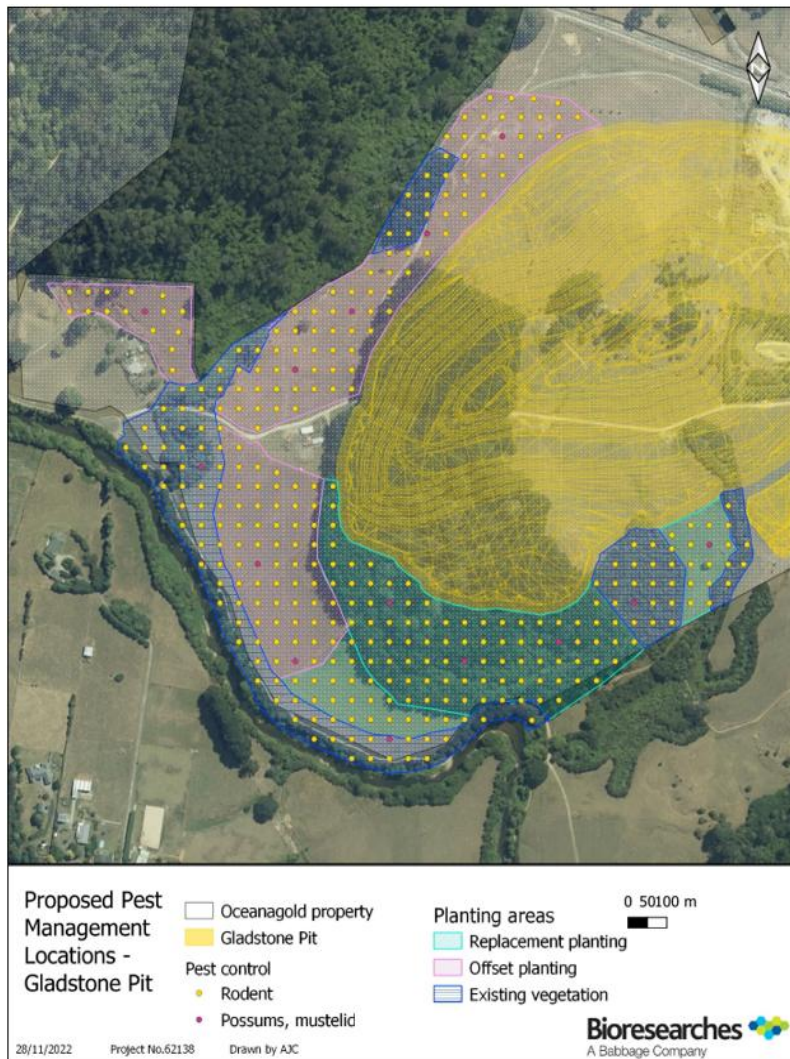 N
Proposed Pest
Management
Locations -
Gladstone Pit
Oceanagold property
Gladstone Pit
Pest control
Rodent
Possums, mustelid
Planting areas
Replacement planting
Offset planting
Existing vegetation
0 50100 m
28/11/2022 Project No.62138 Drawn by AJC
Bioresearches
A Babbage Company